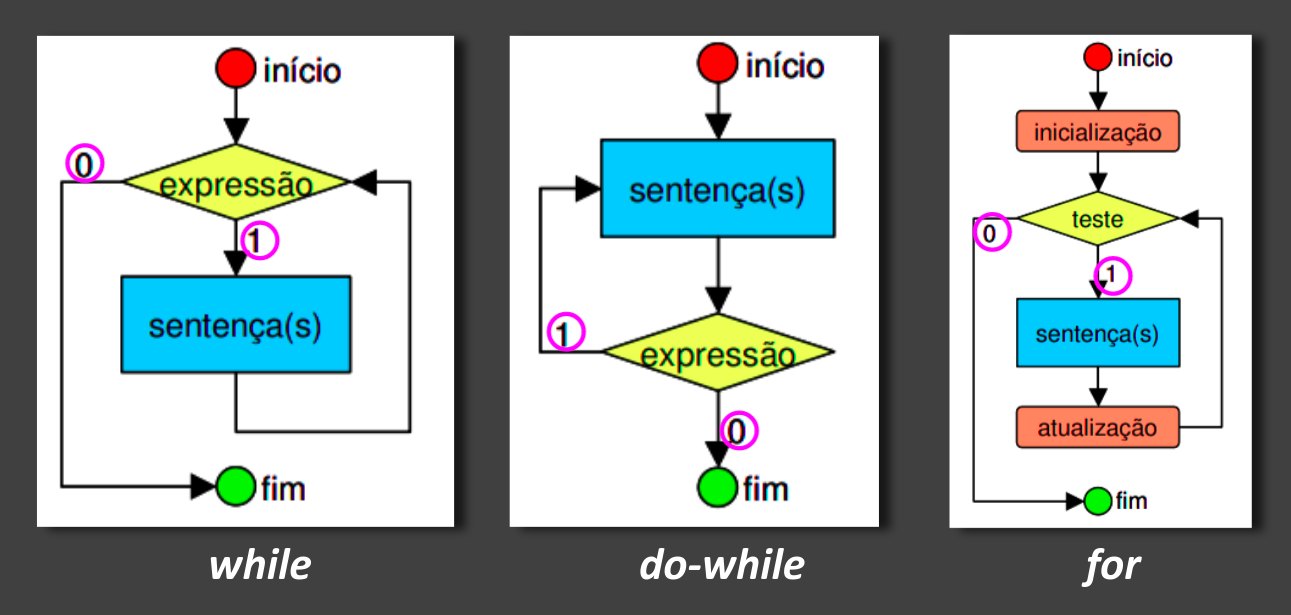 início
0
expressão
1
sentença(s)
fim
while
início
sentença(s)
1
expressão
0
fim
do-while
início
inicialização
teste
0
1
sentença(s)
atualização
fim
for